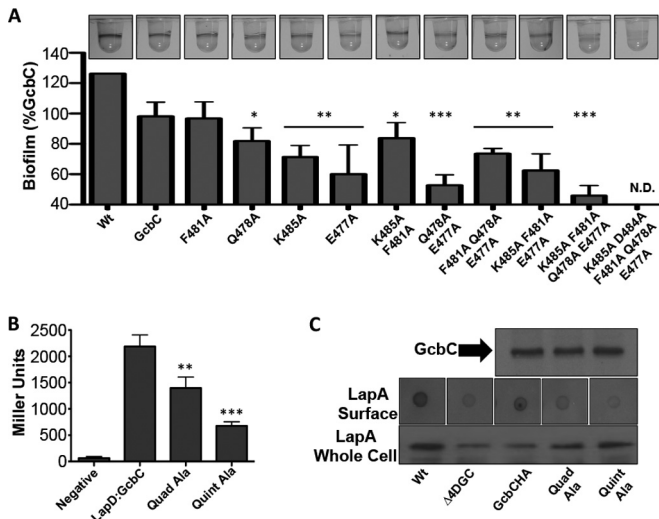 A
Biofilm (%GcbC)
140
120
100
80
60
40
* ** * *** ** *** N.D.
Wt
GcbC
F481A
Q478A
K485A
E477A
K485A
F481A
Q478A
E477A
F481A Q478A
E477A
K485A F481A
E477A
K485A F481A
Q478A E477A
K485A D484A
F481A Q478A
E477A
B
Miller Units
2500
2000
1500
1000
500
0
** ***
Negative
LapD:GcbC
Quad Ala
Quint Ala
C
GcbC
LapA
Surface
LapA
Whole Cell
Wt
Δ4DGC
GcbCHA
Quad
Ala
Quint
Ala